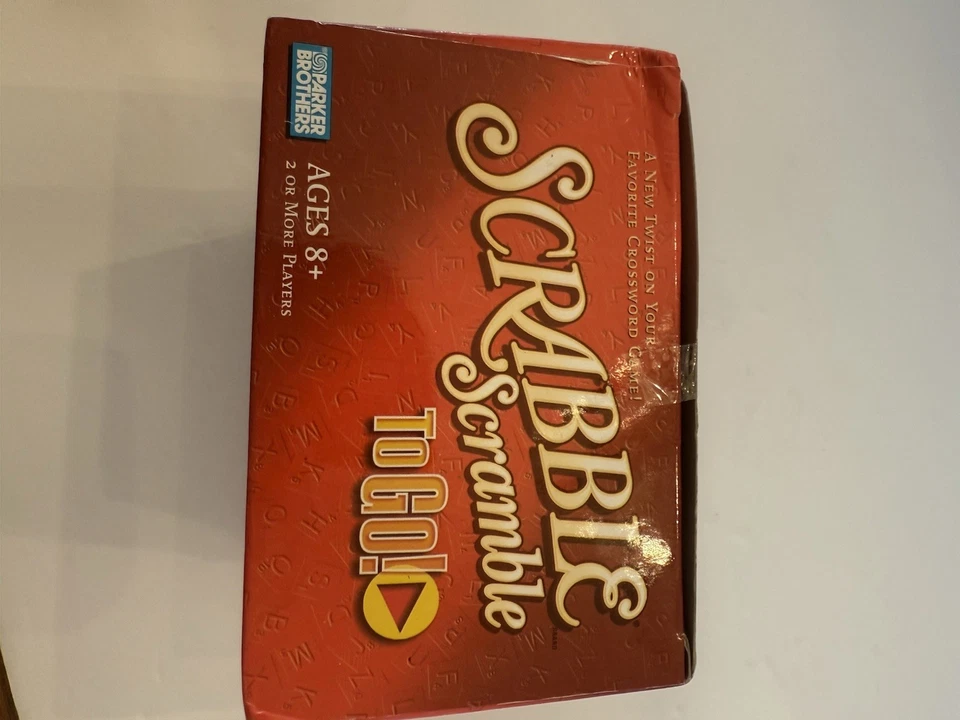 A NEW TWIST ON YOUR
FAVORITE CROSSWORD GAME!
SCRABBLE®
Scramble
TO GO!
PARKER
BROTHERS
AGES 8+
2 OR MORE PLAYERS